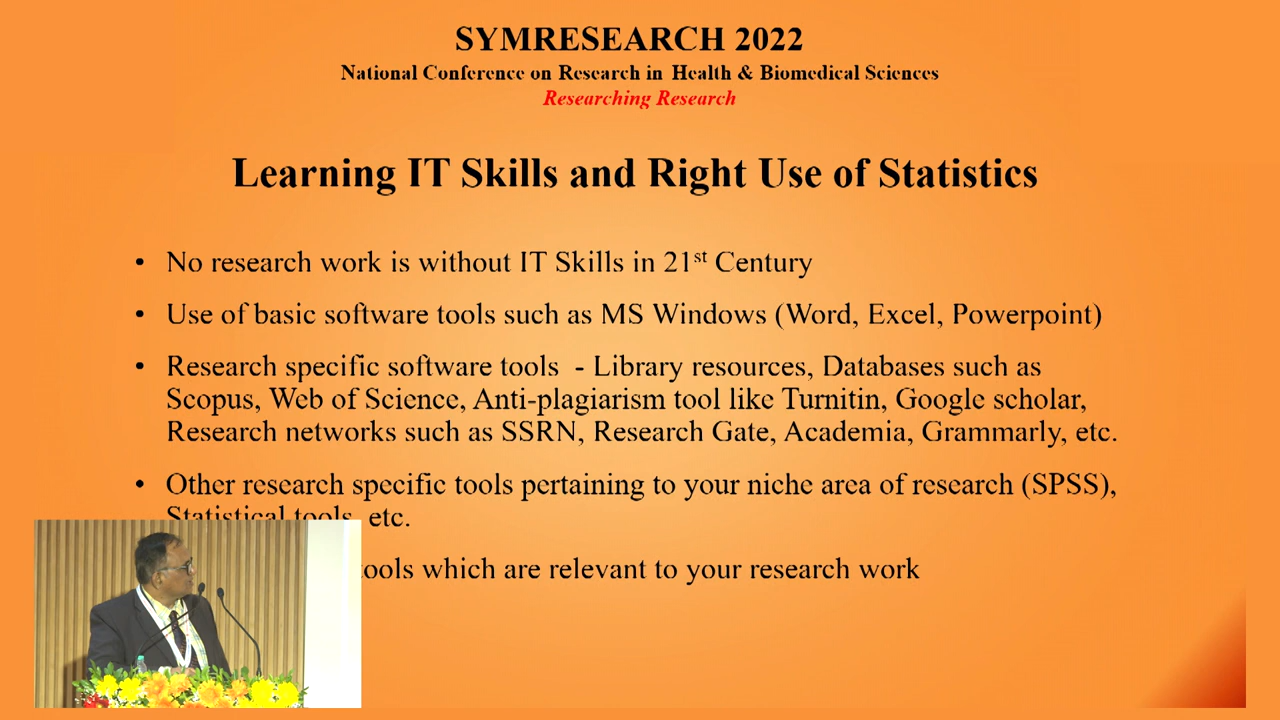 SYMRESEARCH 2022
National Conference on Research in Health & Biomedical Sciences
Researching Research
Learning IT Skills and Right Use of Statistics
• No research work is without IT Skills in 21st Century
• Use of basic software tools such as MS Windows (Word, Excel, Powerpoint)
• Research specific software tools - Library resources, Databases such as
Scopus, Web of Science, Anti-plagiarism tool like Turnitin, Google scholar,
Research networks such as SSRN, Research Gate, Academia, Grammarly, etc.
• Other research specific tools pertaining to your niche area of research (SPSS),
Statistical tools, etc.
tools which are relevant to your research work